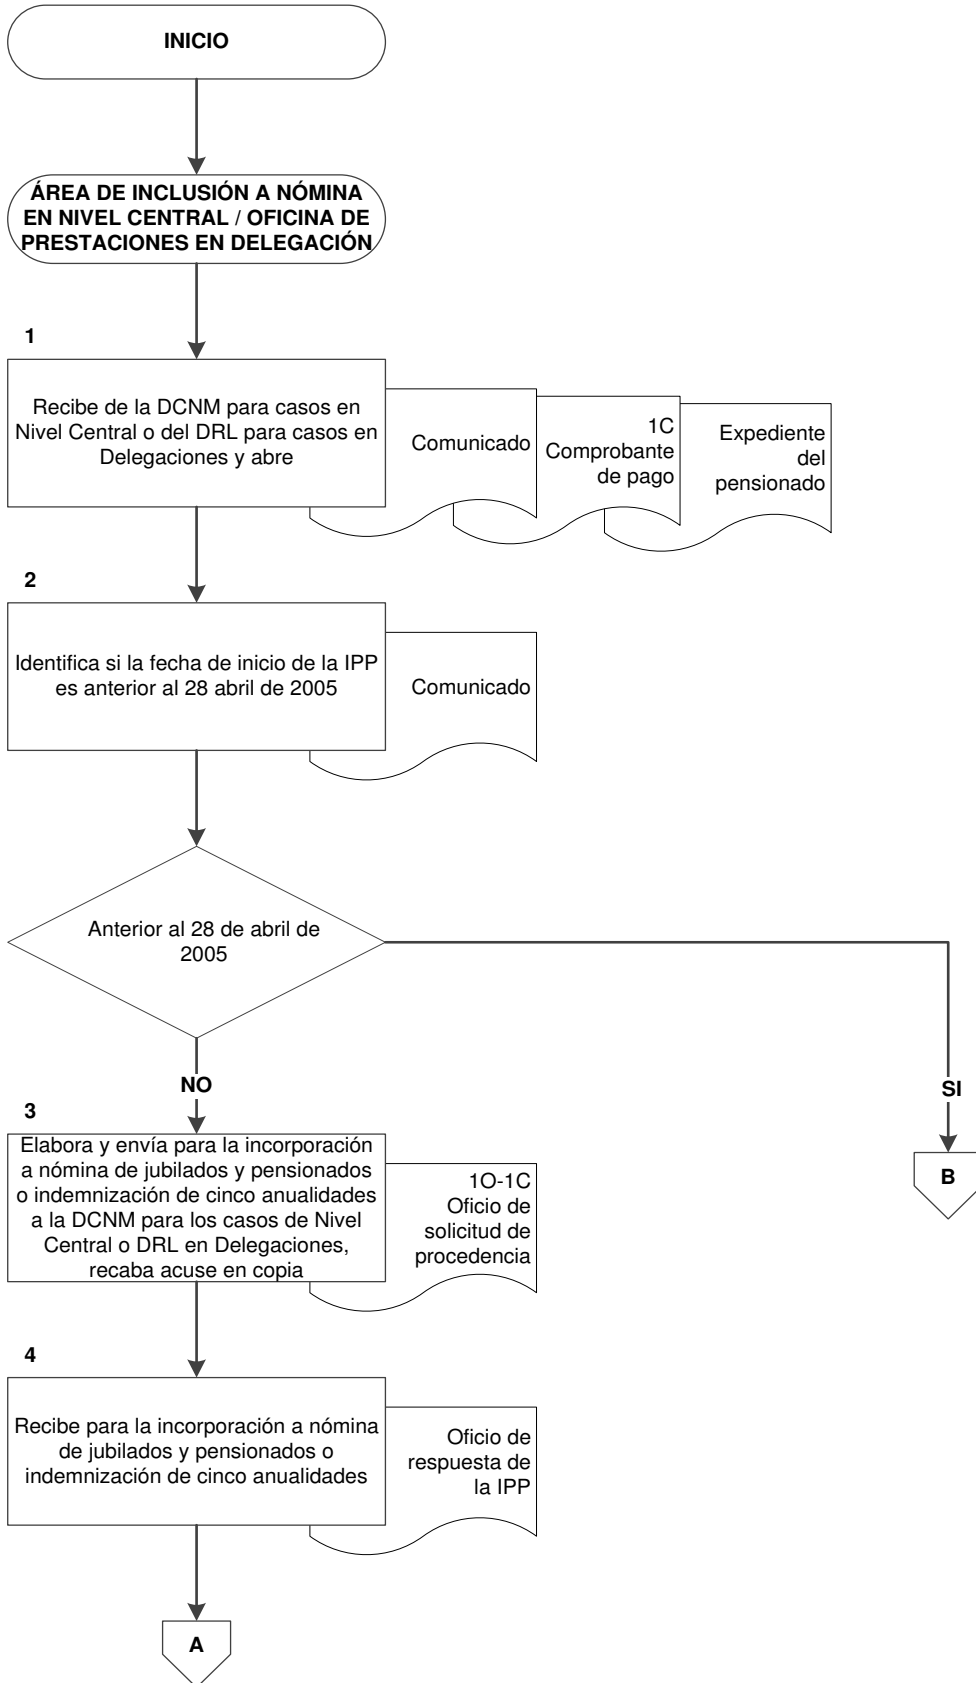 INICIO
ÁREA DE INCLUSIÓN A NÓMINA
EN NIVEL CENTRAL / OFICINA DE
PRESTACIONES EN DELEGACIÓN
1
Recibe de la DCNM para casos en
Nivel Central o del DRL para casos en
Delegaciones y abre
Comunicado
1C
Comprobante
de pago
Expediente
del
pensionado
2
Identifica si la fecha de inicio de la IPP
es anterior al 28 abril de 2005
Comunicado
Anterior al 28 de abril de
2005
NO
SI
3
Elabora y envía para la incorporación
a nómina de jubilados y pensionados
o indemnización de cinco anualidades
a la DCNM para los casos de Nivel
Central o DRL en Delegaciones,
recaba acuse en copia
1O-1C
Oficio de
solicitud de
procedencia
B
4
Recibe para la incorporación a nómina
de jubilados y pensionados o
indemnización de cinco anualidades
Oficio de
respuesta de
la IPP
A